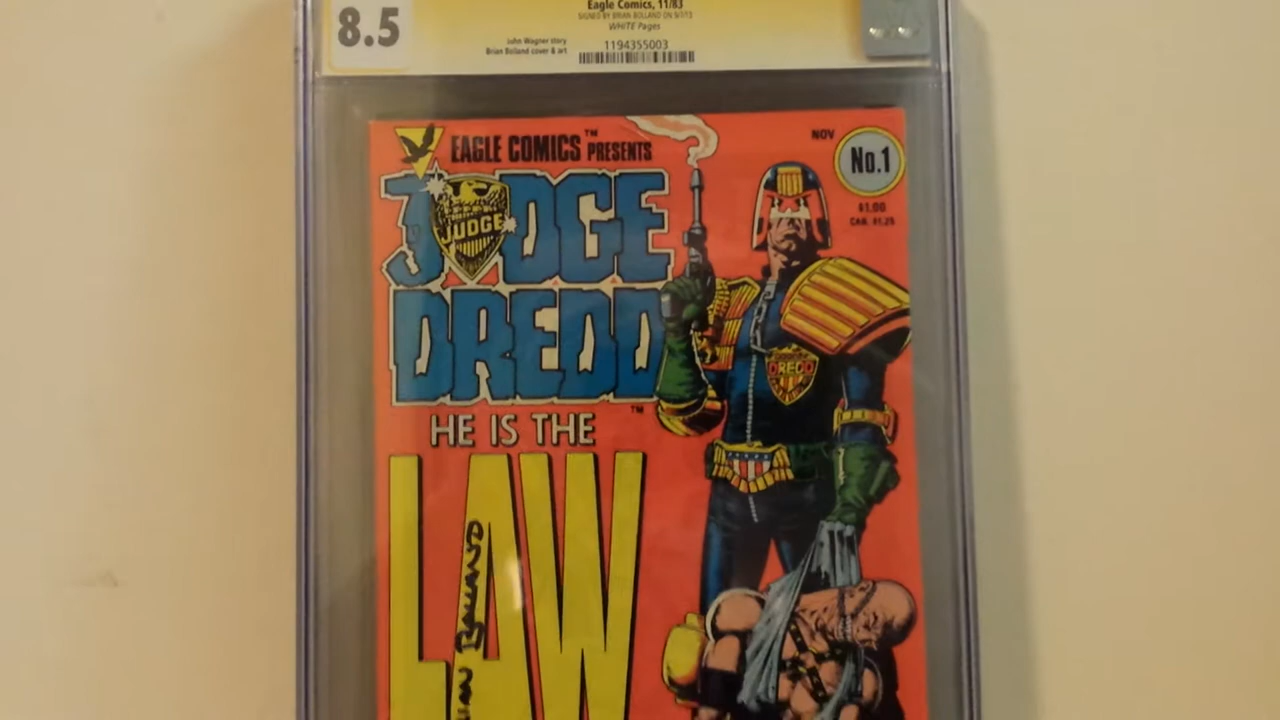 8.5
Eagle Comics, 11/83
SIGNED BY BRIAN BOLLAND ON 9/7/13
WHITE Pages
John Wagner story
Brian Bolland cover & art
1194355003
EAGLE COMICS™ PRESENTS
NOV
No.1
$1.00
CAN. $1.25
JUDGE
JUDGE
DREDD
™
DREDD
HE IS THE
LAW
BOLLAND